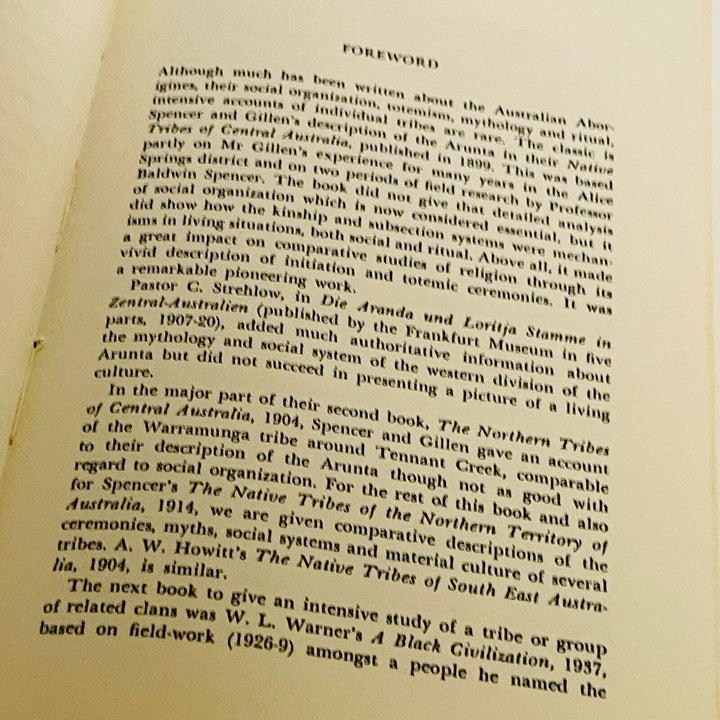 FOREWORD
Although much has been written about the Australian Abor-
igines, their social organization, totemism, mythology and ritual,
intensive accounts of individual tribes are rare. The classic is
Spencer and Gillen's description of the Arunta in their Native
Tribes of Central Australia, published in 1899. This was based
partly on Mr Gillen's experience for many years in the Alice
Springs district and on two periods of field research by Professor
Baldwin Spencer. The book did not give that detailed analysis
of social organization which is now considered essential, but it
did show how the kinship and subsection systems were mechan-
isms in living situations, both social and ritual. Above all, it made
a great impact on comparative studies of religion through its
vivid description of initiation and totemic ceremonies. It was
a remarkable pioneering work.
Pastor C. Strehlow, in Die Aranda und Loritja Stamme in
Zentral-Australien (published by the Frankfurt Museum in five
parts, 1907-20), added much authoritative information about
the mythology and social system of the western division of the
Arunta but did not succeed in presenting a picture of a living
culture.
In the major part of their second book, The Northern Tribes
of Central Australia, 1904, Spencer and Gillen gave an account
of the Warramunga tribe around Tennant Creek, comparable
to their description of the Arunta though not as good with
regard to social organization. For the rest of this book and also
for Spencer's The Native Tribes of the Northern Territory of
Australia, 1914, we are given comparative descriptions of the
ceremonies, myths, social systems and material culture of several
tribes. A. W. Howitt's The Native Tribes of South East Austra-
lia, 1904, is similar.
The next book to give an intensive study of a tribe or group
of related clans was W. L. Warner's A Black Civilization, 1937,
based on field-work (1926-9) amongst a people he named the